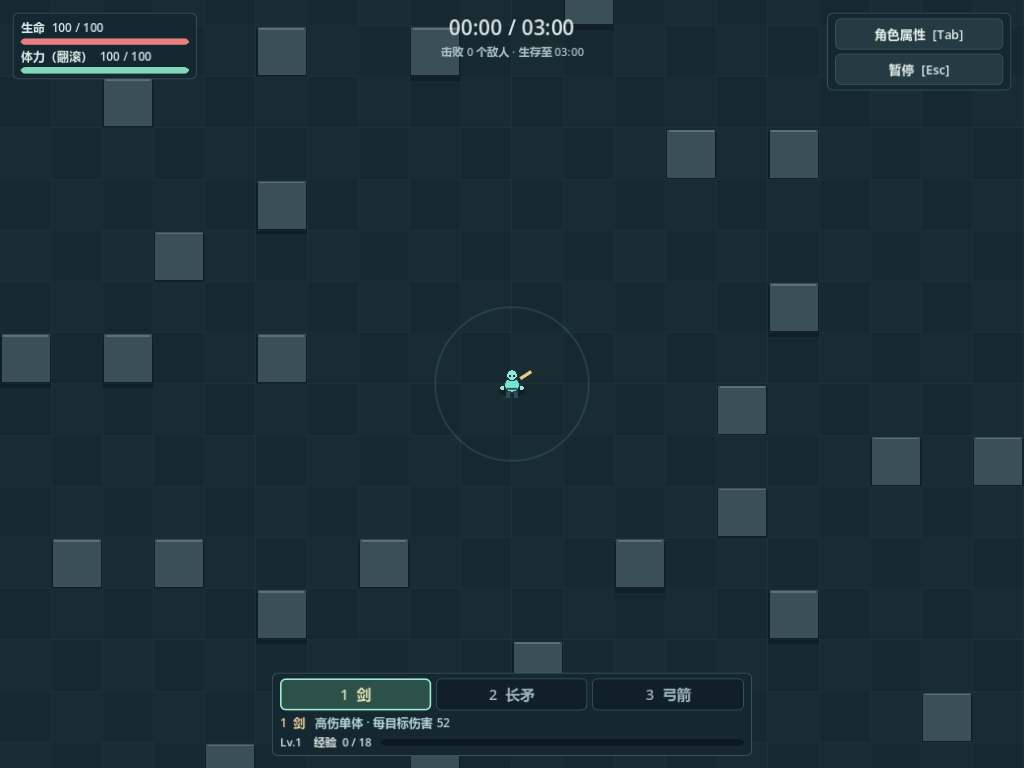 生命 100 / 100
体力（翻滚） 100 / 100
00:00 / 03:00
击败 0 个敌人 · 生存至 03:00
角色属性 [Tab]
暂停 [Esc]
1 剑
2 长矛
3 弓箭
1 剑 高伤单体 · 每目标伤害 52
Lv.1 经验 0 / 18